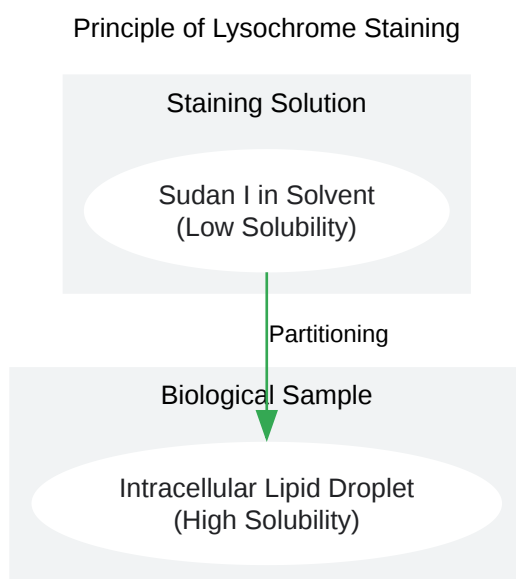 Principle of Lysochrome Staining
Staining Solution
Sudan I in Solvent
(Low Solubility)
Partitioning
Biological Sample
Intracellular Lipid Droplet
(High Solubility)